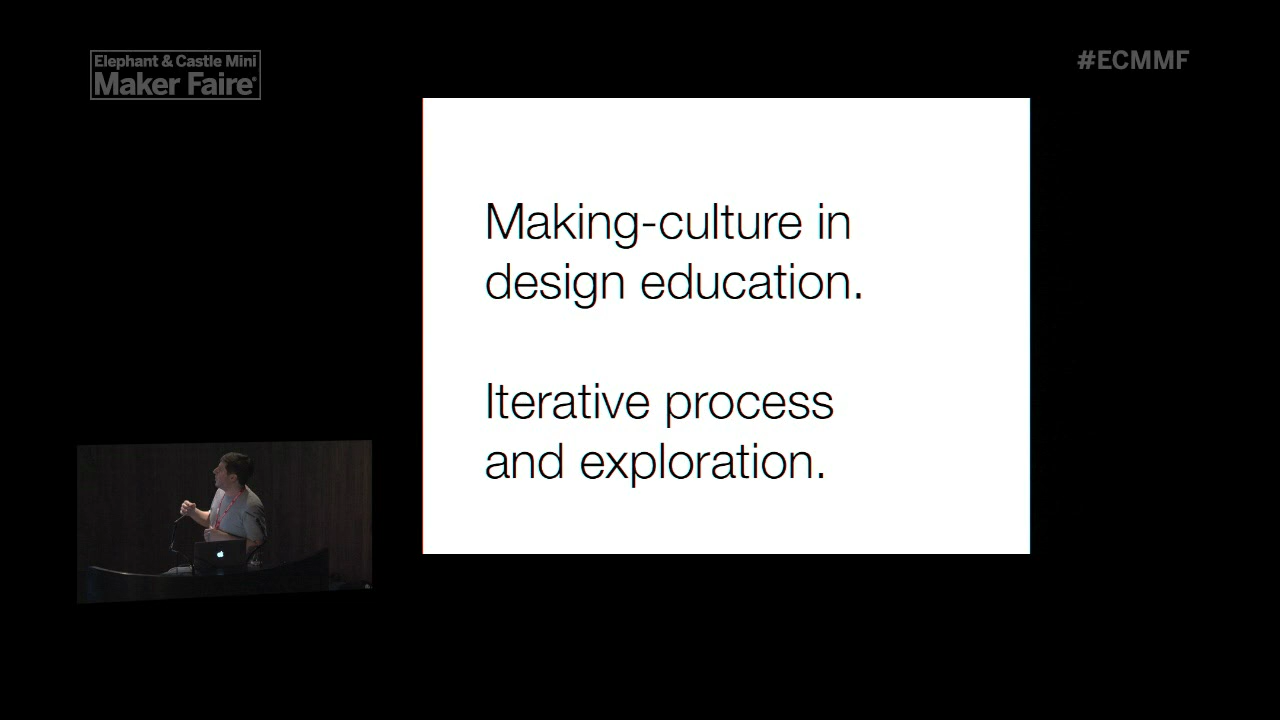 Elephant & Castle Mini
Maker Faire®
#ECMMF
Making-culture in
design education.
Iterative process
and exploration.